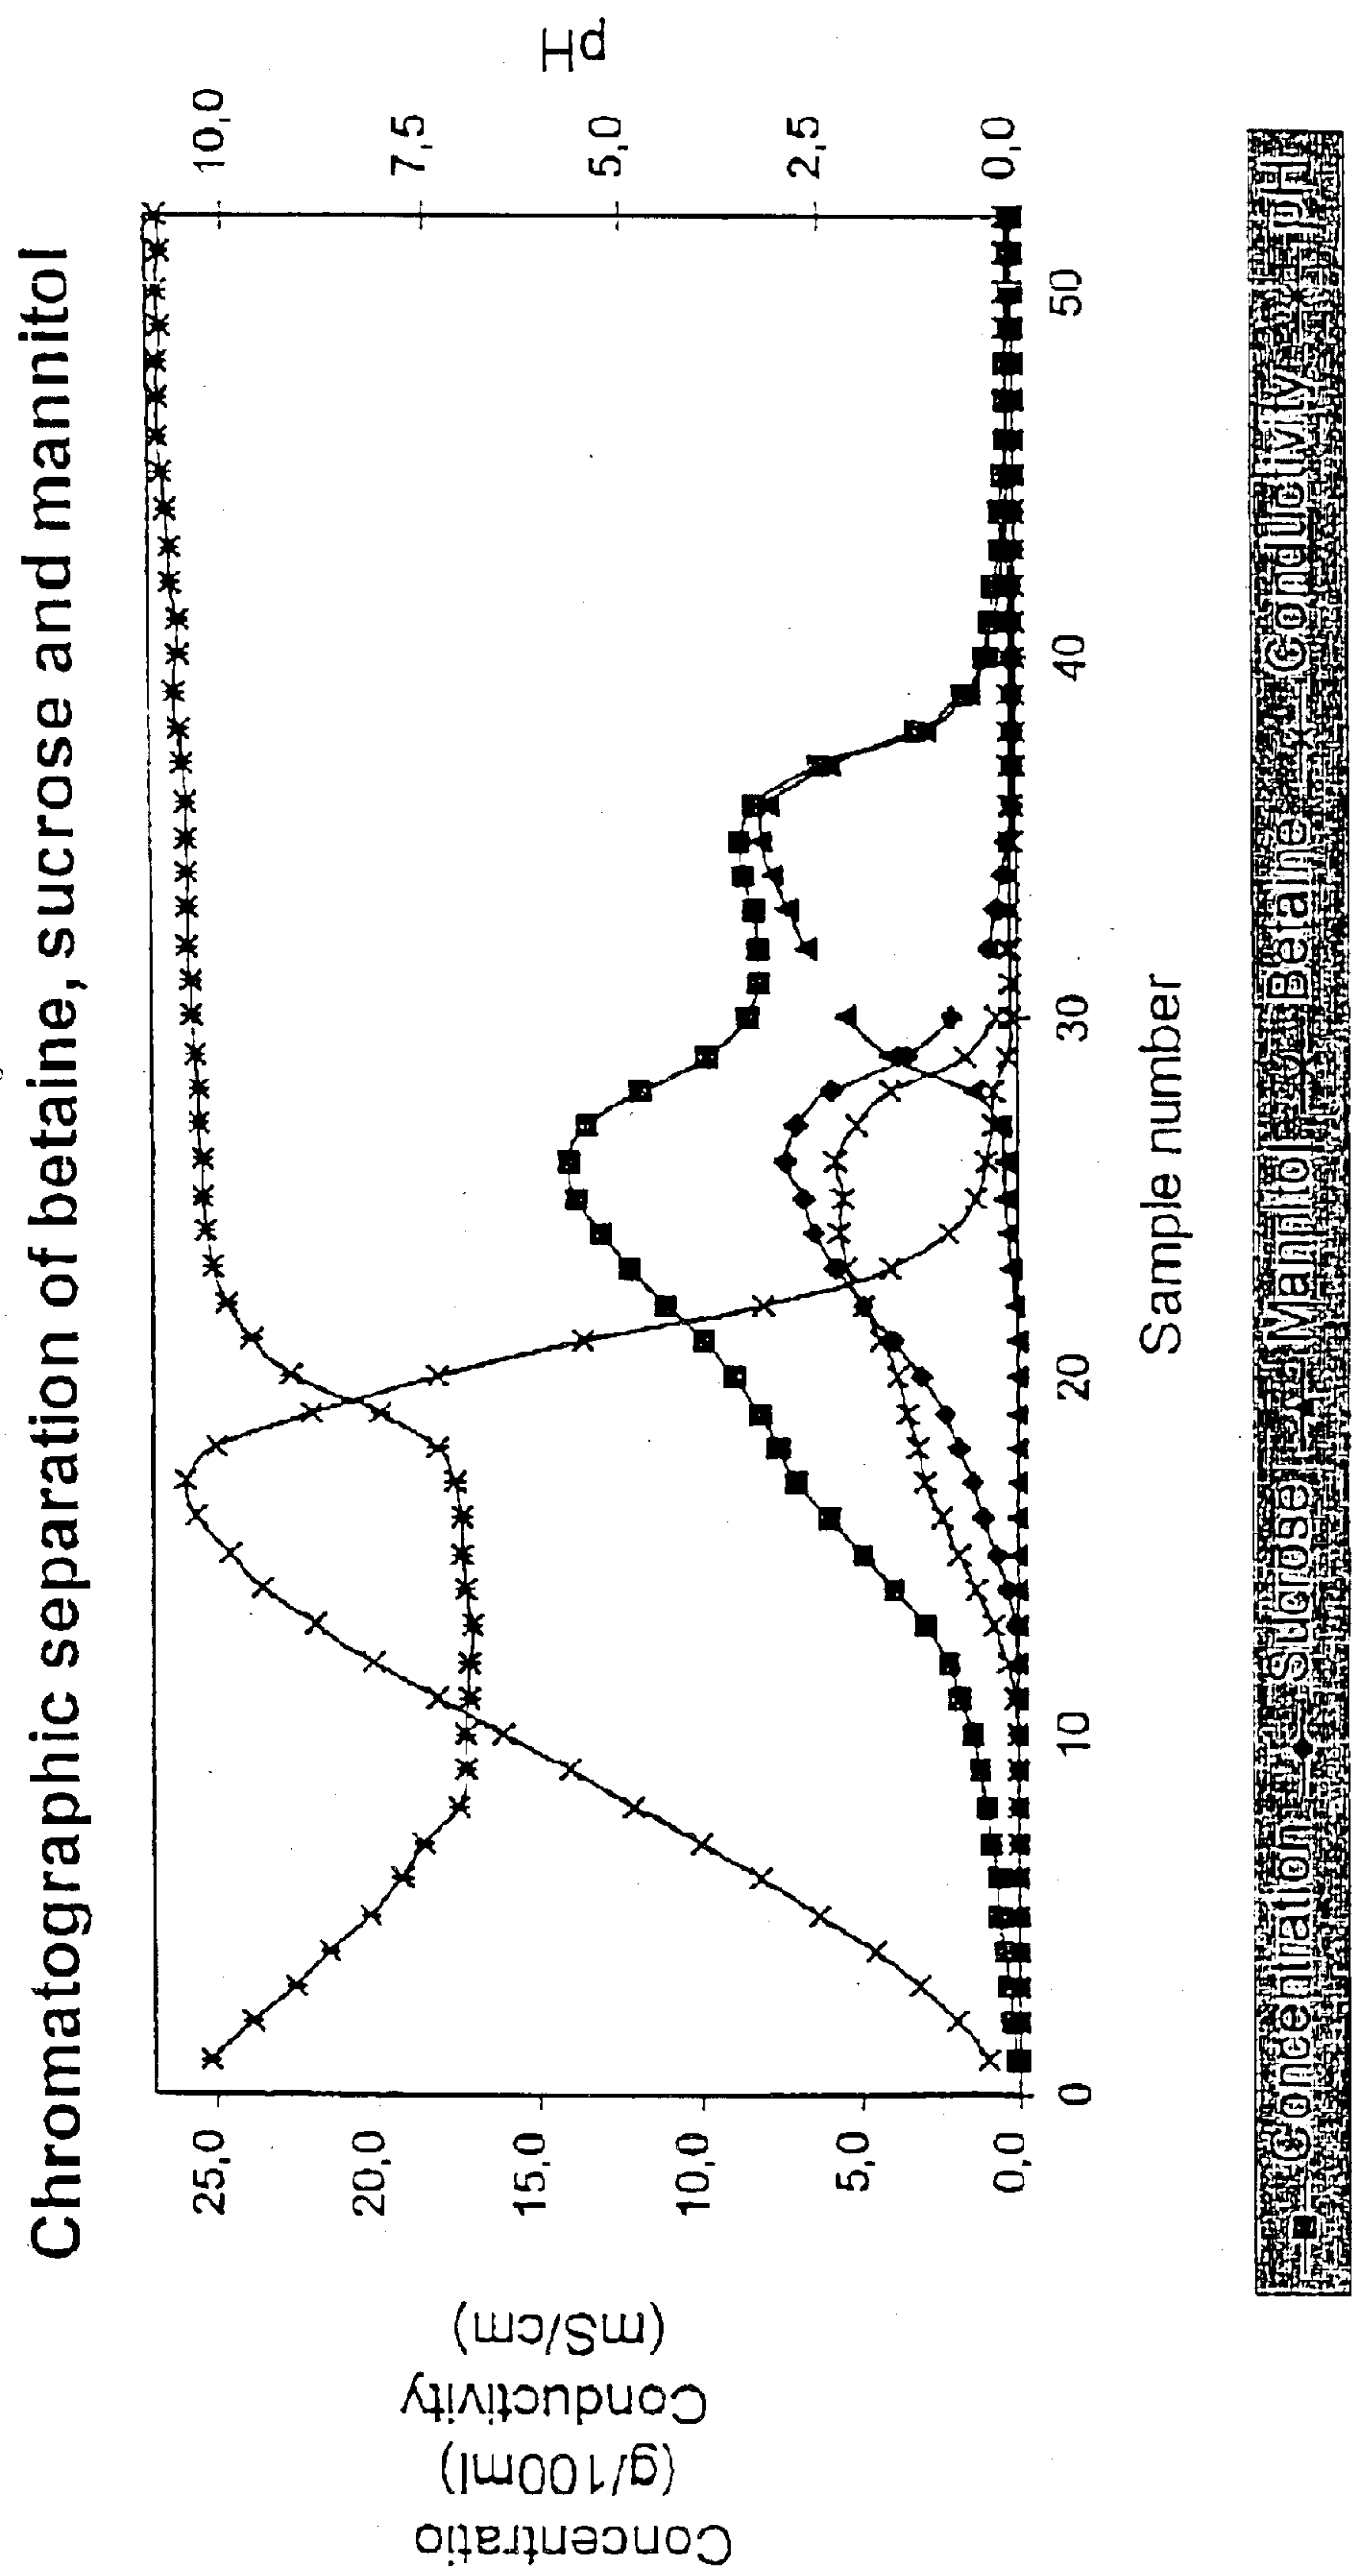 Chromatographic separation of betaine, sucrose and mannitol
Concentratio
(g/100ml)
Conductivity
(mS/cm)
25,0
20,0
15,0
10,0
5,0
0,0
pH
10,0
7,5
5,0
2,5
0,0
0
10
20
30
40
50
Sample number
Concentration Sucrose Manitol Betaine Conductivity pH